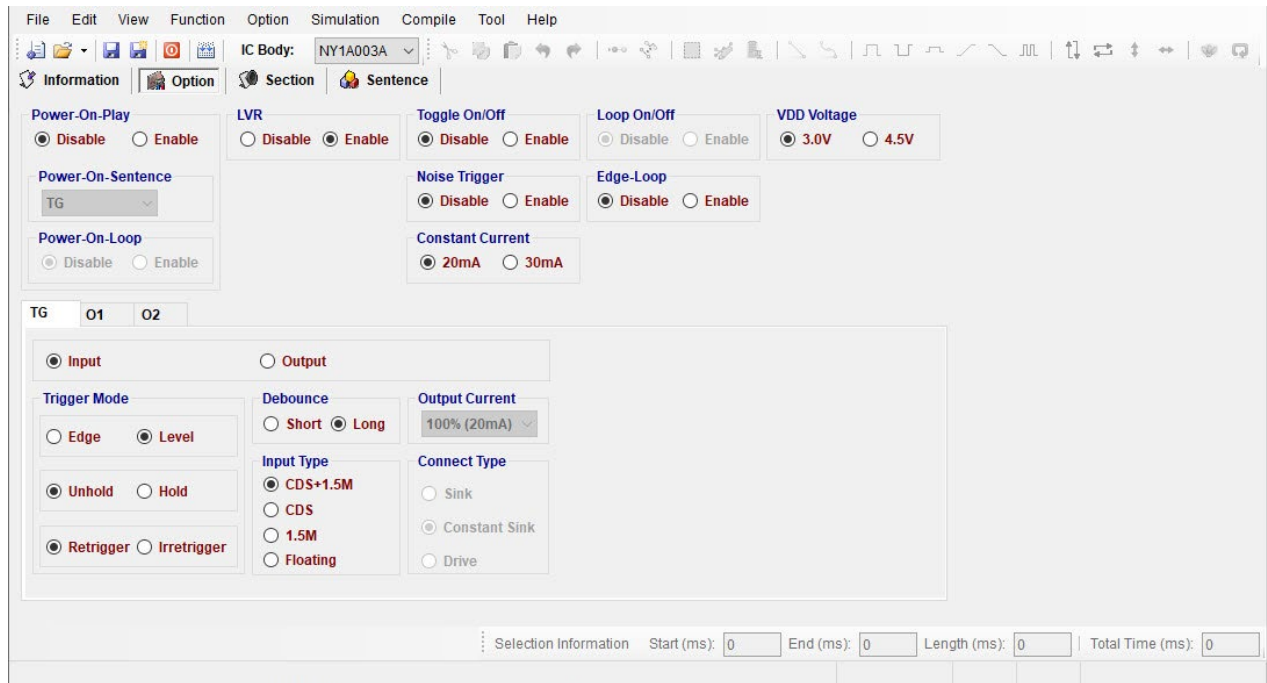 File Edit View Function Option Simulation Compile Tool Help
IC Body: NY1A003A
Information Option Section Sentence
Power-On-Play LVR Toggle On/Off Loop On/Off VDD Voltage
Disable Enable Disable Enable Disable Enable Disable Enable 3.0V 4.5V
Power-On-Sentence Noise Trigger Edge-Loop
TG Disable Enable Disable Enable
Power-On-Loop Constant Current
Disable Enable 20mA 30mA
TG O1 O2
Input Output
Trigger Mode Debounce Output Current
Edge Level Short Long 100% (20mA)
Input Type Connect Type
Unhold Hold CDS+1.5M Sink
CDS
Constant Sink
1.5M
Retrigger Irretrigger Floating Drive
Selection Information Start (ms): 0 End (ms): 0 Length (ms): 0 Total Time (ms): 0